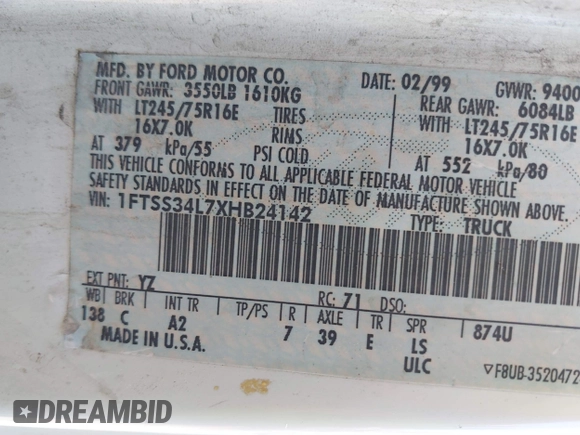 MFD. BY FORD MOTOR CO.
DATE: 02/99 GVWR: 9400
FRONT GAWR: 3550LB 1610KG
REAR GAWR: 6084LB
WITH LT245/75R16E TIRES WITH LT245/75R16E
16X7.0K RIMS 16X7.0K
AT 379 kPa/55 PSI COLD AT 552 kPa/80
THIS VEHICLE CONFORMS TO ALL APPLICABLE FEDERAL MOTOR VEHICLE
SAFETY STANDARDS IN EFFECT ON THE DATE OF MANUFACTURE SHOWN ABOVE
VIN: 1FTSS34L7XHB24142
TYPE: TRUCK
EXT PNT: YZ RC: 71 DSO:
WB BRK INT TR TP/PS R AXLE TR SPR 874U
138 C A2 7 39 E LS
MADE IN U.S.A. ULC
▽F8UB-3520472
DREAMBID